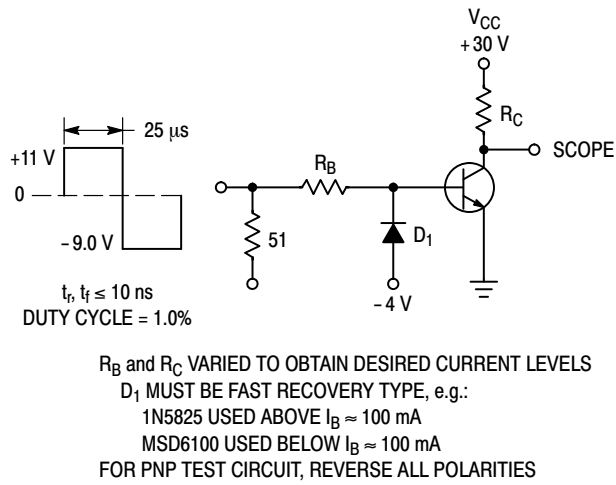 V_CC
+30 V
25 μs
R_C
+11 V
SCOPE
R_B
0
51
D₁
−9.0 V
−4 V
t_r, t_f ≤ 10 ns
DUTY CYCLE = 1.0%
R_B and R_C VARIED TO OBTAIN DESIRED CURRENT LEVELS
D₁ MUST BE FAST RECOVERY TYPE, e.g.:
1N5825 USED ABOVE I_B ≈ 100 mA
MSD6100 USED BELOW I_B ≈ 100 mA
FOR PNP TEST CIRCUIT, REVERSE ALL POLARITIES